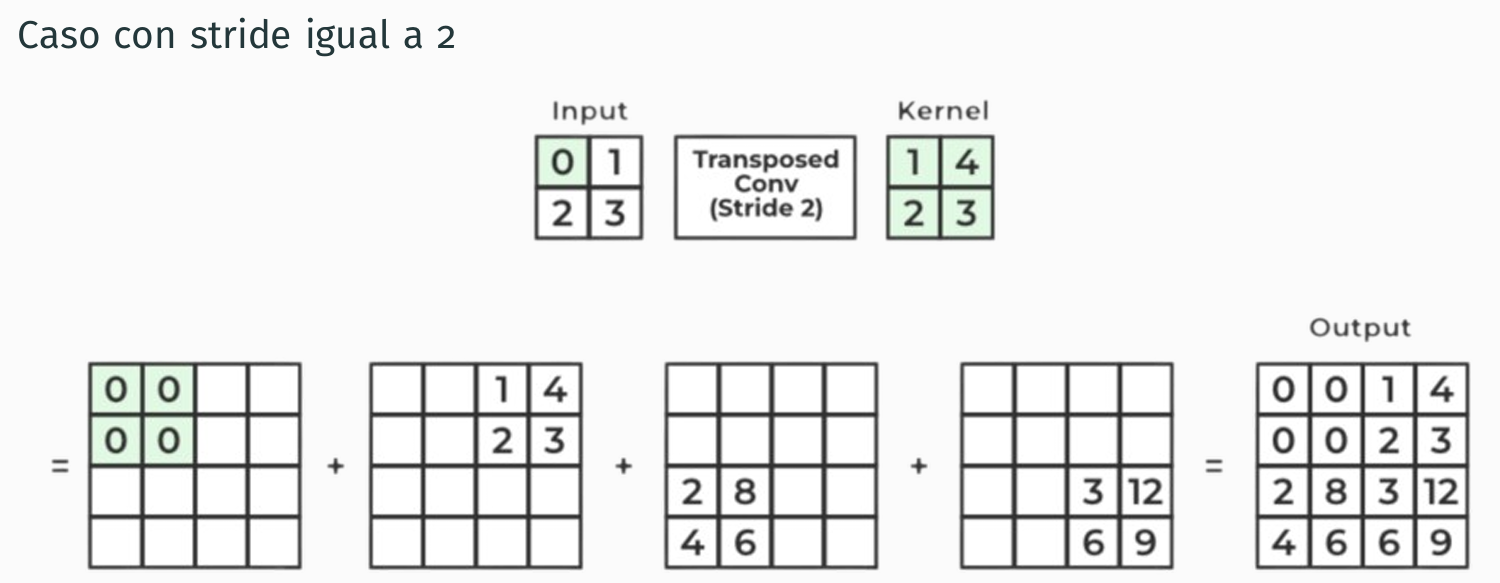 Caso con stride igual a 2
Input
Kernel
0 1
2 3
Transposed
Conv
(Stride 2)
1 4
2 3
Output
=
0 0
0 0
+
1 4
2 3
+
2 8
4 6
+
3 12
6 9
=
0 0 1 4
0 0 2 3
2 8 3 12
4 6 6 9